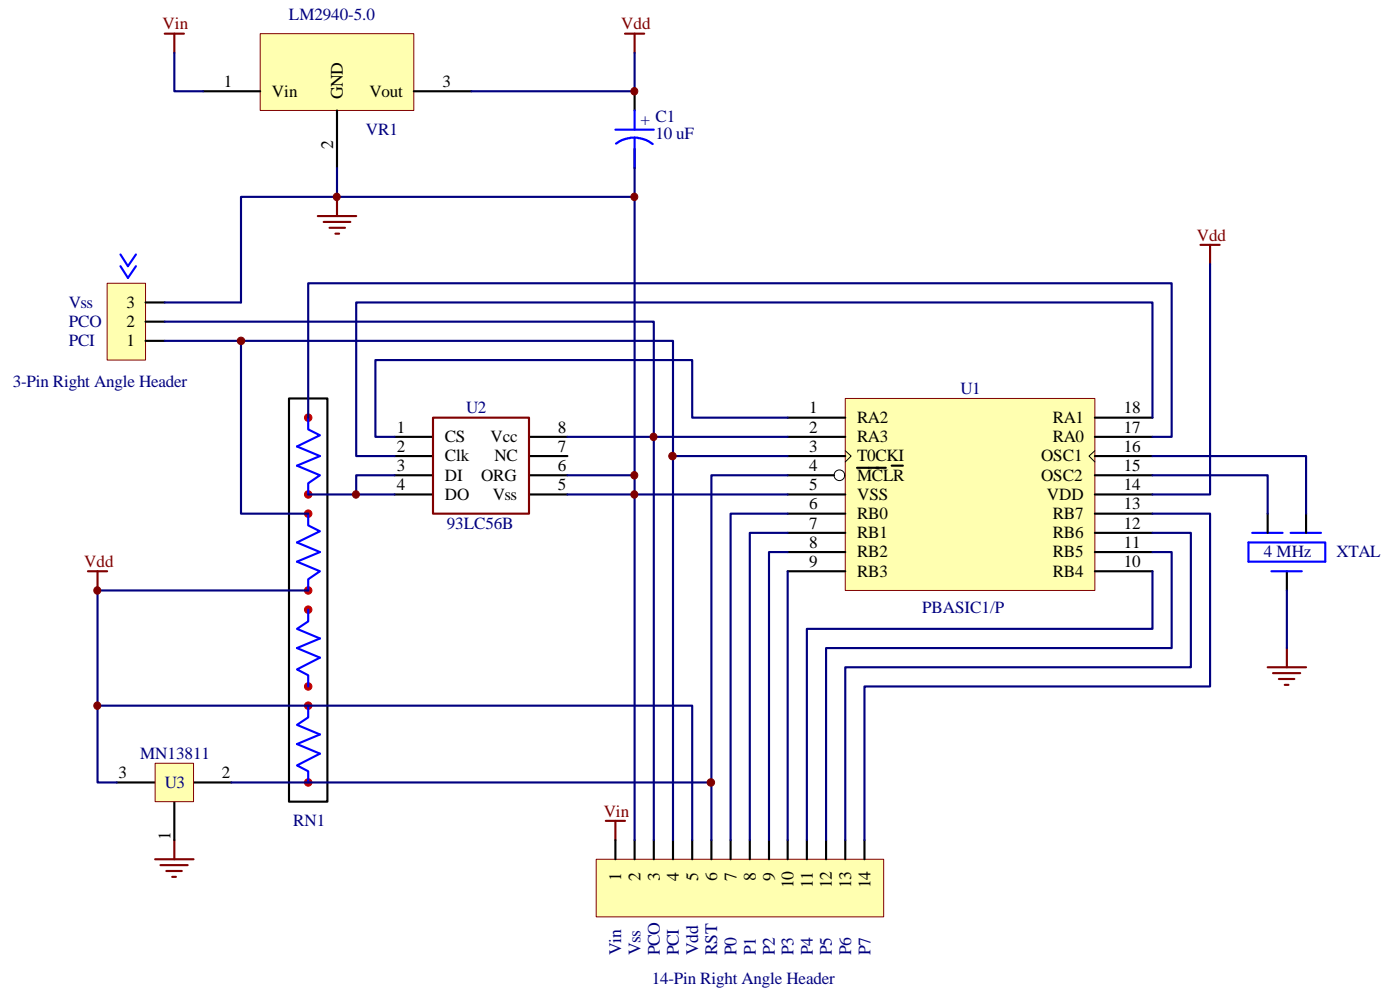 LM2940-5.0
Vin
Vdd
1
Vin
GND
Vout
3
2
VR1
+ C1
10 uF
Vdd
Vss 3
PCO 2
PCI 1
3-Pin Right Angle Header
U2
1 CS Vcc 8
2 Clk NC 7
3 DI ORG 6
4 DO Vss 5
93LC56B
U1
1 RA2 RA1 18
2 RA3 RA0 17
3 T0CKI OSC1 16
4 MCLR OSC2 15
5 VSS VDD 14
6 RB0 RB7 13
7 RB1 RB6 12
8 RB2 RB5 11
9 RB3 RB4 10
PBASIC1/P
4 MHz XTAL
Vdd
MN13811
3 U3 2
1
RN1
Vin
1 2 3 4 5 6 7 8 9 10 11 12 13 14
Vin Vss PCO PCI Vdd RST P0 P1 P2 P3 P4 P5 P6 P7
14-Pin Right Angle Header